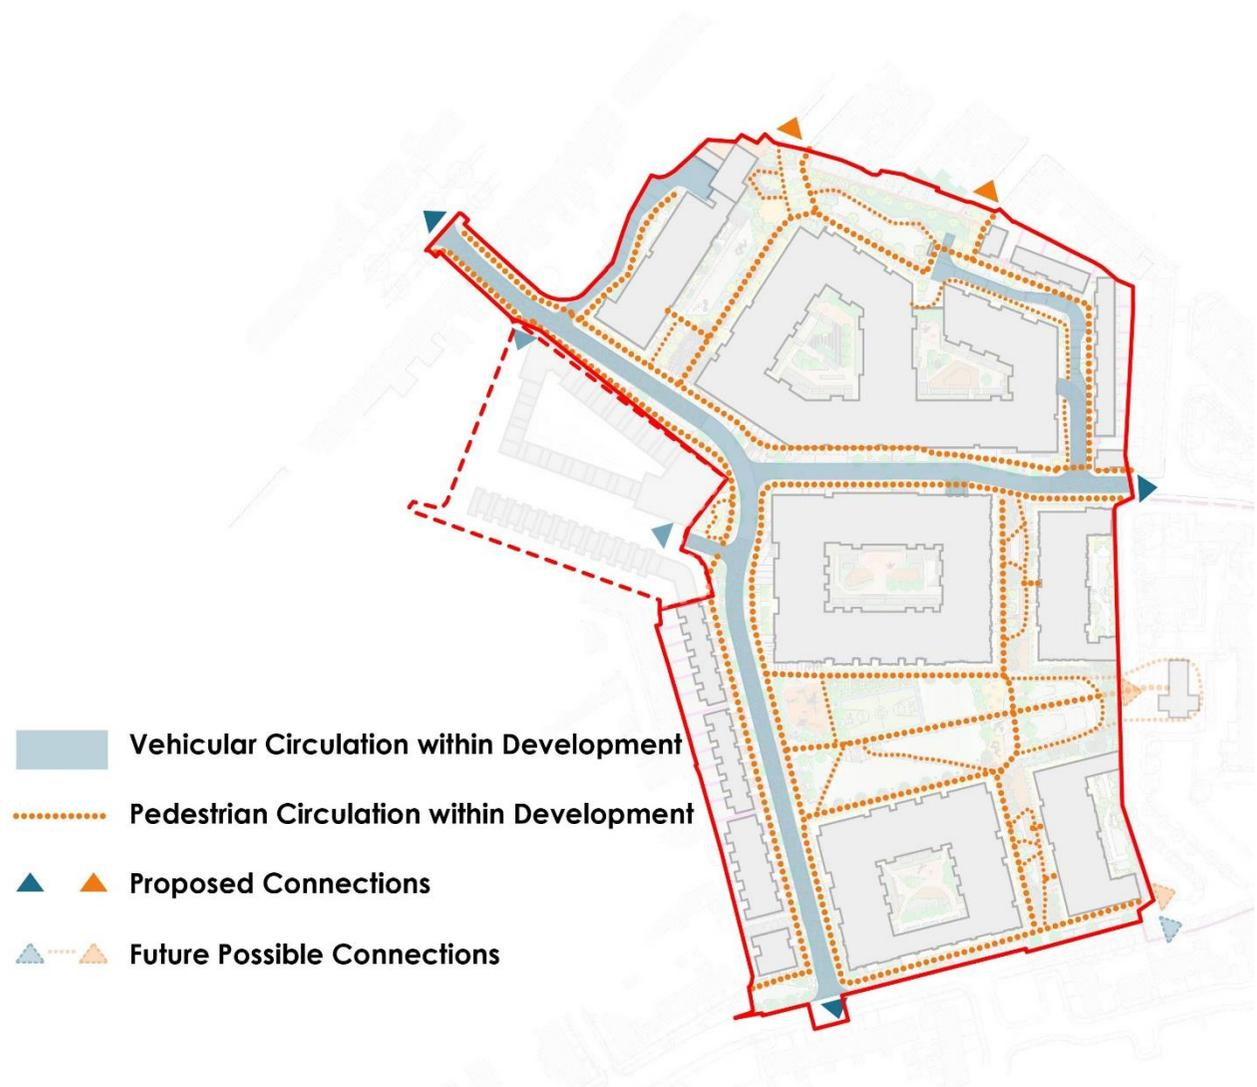 Vehicular Circulation within Development
Pedestrian Circulation within Development
Proposed Connections
Future Possible Connections